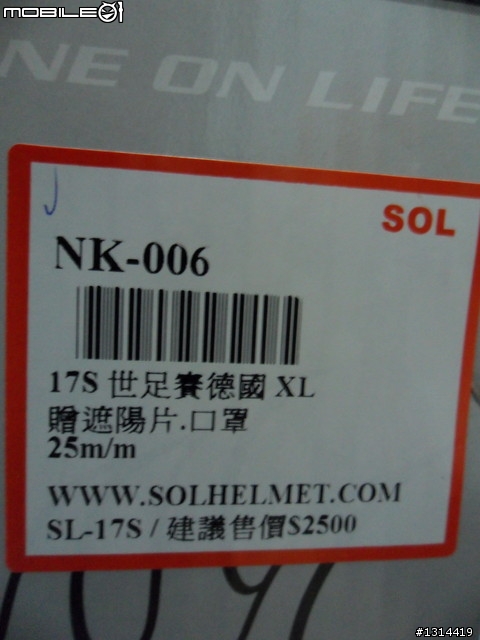 MOBILE01
NE ON LIFE
SOL
NK-006
17S 世足賽德國 XL
贈遮陽片.口罩
25m/m
WWW.SOLHELMET.COM
SL-17S / 建議售價$2500
#1314419